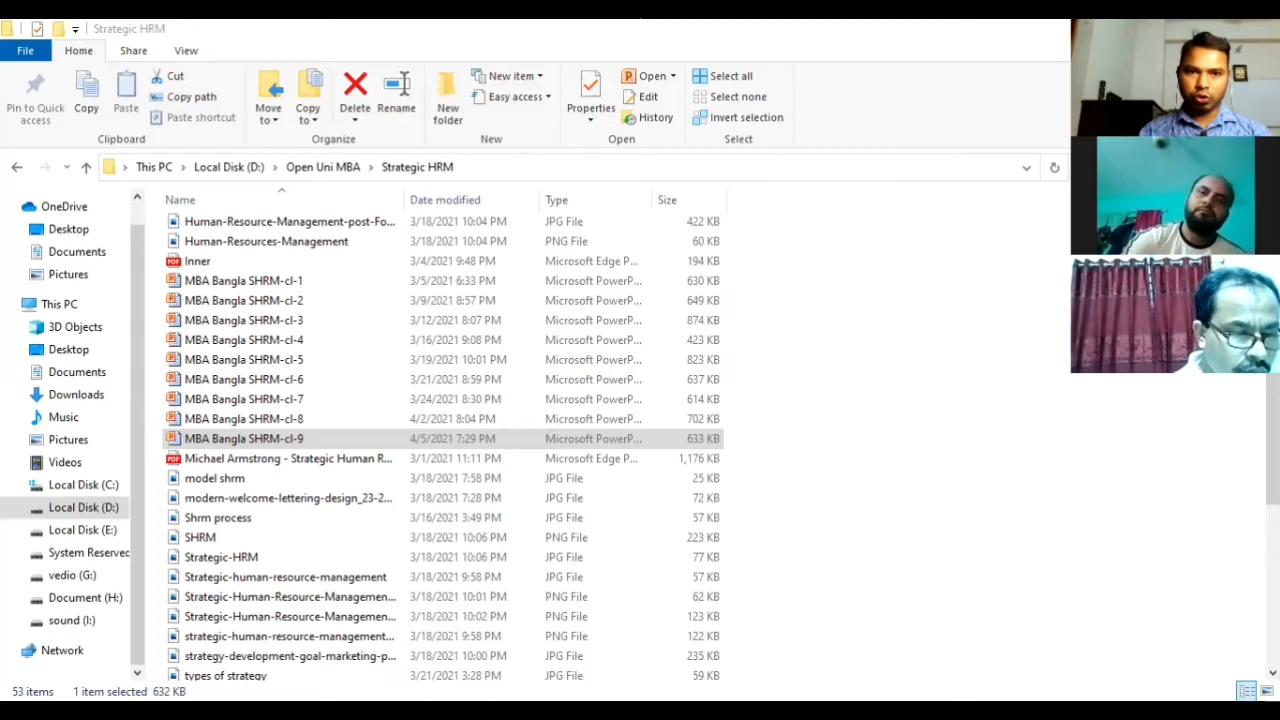 Strategic HRM
File Home Share View
Pin to Quick access
Copy
Paste
Cut
Copy path
Paste shortcut
Clipboard
Move to
Copy to
Delete
Rename
Organize
New folder
New item
Easy access
New
Properties
Open
Edit
History
Open
Select all
Select none
Invert selection
Select
This PC > Local Disk (D:) > Open Uni MBA > Strategic HRM
OneDrive
Desktop
Documents
Pictures
This PC
3D Objects
Desktop
Documents
Downloads
Music
Pictures
Videos
Local Disk (C:)
Local Disk (D:)
Local Disk (E:)
System Reserved
vedio (G:)
Document (H:)
sound (I:)
Network
Name Date modified Type Size
Human-Resource-Management-post-Fo... 3/18/2021 10:04 PM JPG File 422 KB
Human-Resources-Management 3/18/2021 10:04 PM PNG File 60 KB
Inner 3/4/2021 9:48 PM Microsoft Edge P... 194 KB
MBA Bangla SHRM-cl-1 3/5/2021 6:33 PM Microsoft PowerP... 630 KB
MBA Bangla SHRM-cl-2 3/9/2021 8:57 PM Microsoft PowerP... 649 KB
MBA Bangla SHRM-cl-3 3/12/2021 8:07 PM Microsoft PowerP... 874 KB
MBA Bangla SHRM-cl-4 3/16/2021 9:08 PM Microsoft PowerP... 423 KB
MBA Bangla SHRM-cl-5 3/19/2021 10:01 PM Microsoft PowerP... 823 KB
MBA Bangla SHRM-cl-6 3/21/2021 8:59 PM Microsoft PowerP... 637 KB
MBA Bangla SHRM-cl-7 3/24/2021 8:30 PM Microsoft PowerP... 614 KB
MBA Bangla SHRM-cl-8 4/2/2021 8:04 PM Microsoft PowerP... 702 KB
MBA Bangla SHRM-cl-9 4/5/2021 7:29 PM Microsoft PowerP... 633 KB
Michael Armstrong - Strategic Human R... 3/1/2021 11:11 PM Microsoft Edge P... 1,176 KB
model shrm 3/18/2021 7:58 PM JPG File 25 KB
modern-welcome-lettering-design_23-2... 3/18/2021 7:28 PM JPG File 72 KB
Shrm process 3/16/2021 3:49 PM JPG File 57 KB
SHRM 3/18/2021 10:06 PM PNG File 223 KB
Strategic-HRM 3/18/2021 10:06 PM JPG File 77 KB
Strategic-human-resource-management 3/18/2021 9:58 PM JPG File 57 KB
Strategic-Human-Resource-Managemen... 3/18/2021 10:01 PM PNG File 62 KB
Strategic-Human-Resource-Managemen... 3/18/2021 10:02 PM PNG File 123 KB
strategic-human-resource-management... 3/18/2021 9:58 PM PNG File 122 KB
strategy-development-goal-marketing-p... 3/18/2021 10:00 PM JPG File 235 KB
types of strategy 3/21/2021 3:28 PM JPG File 59 KB
53 items 1 item selected 632 KB